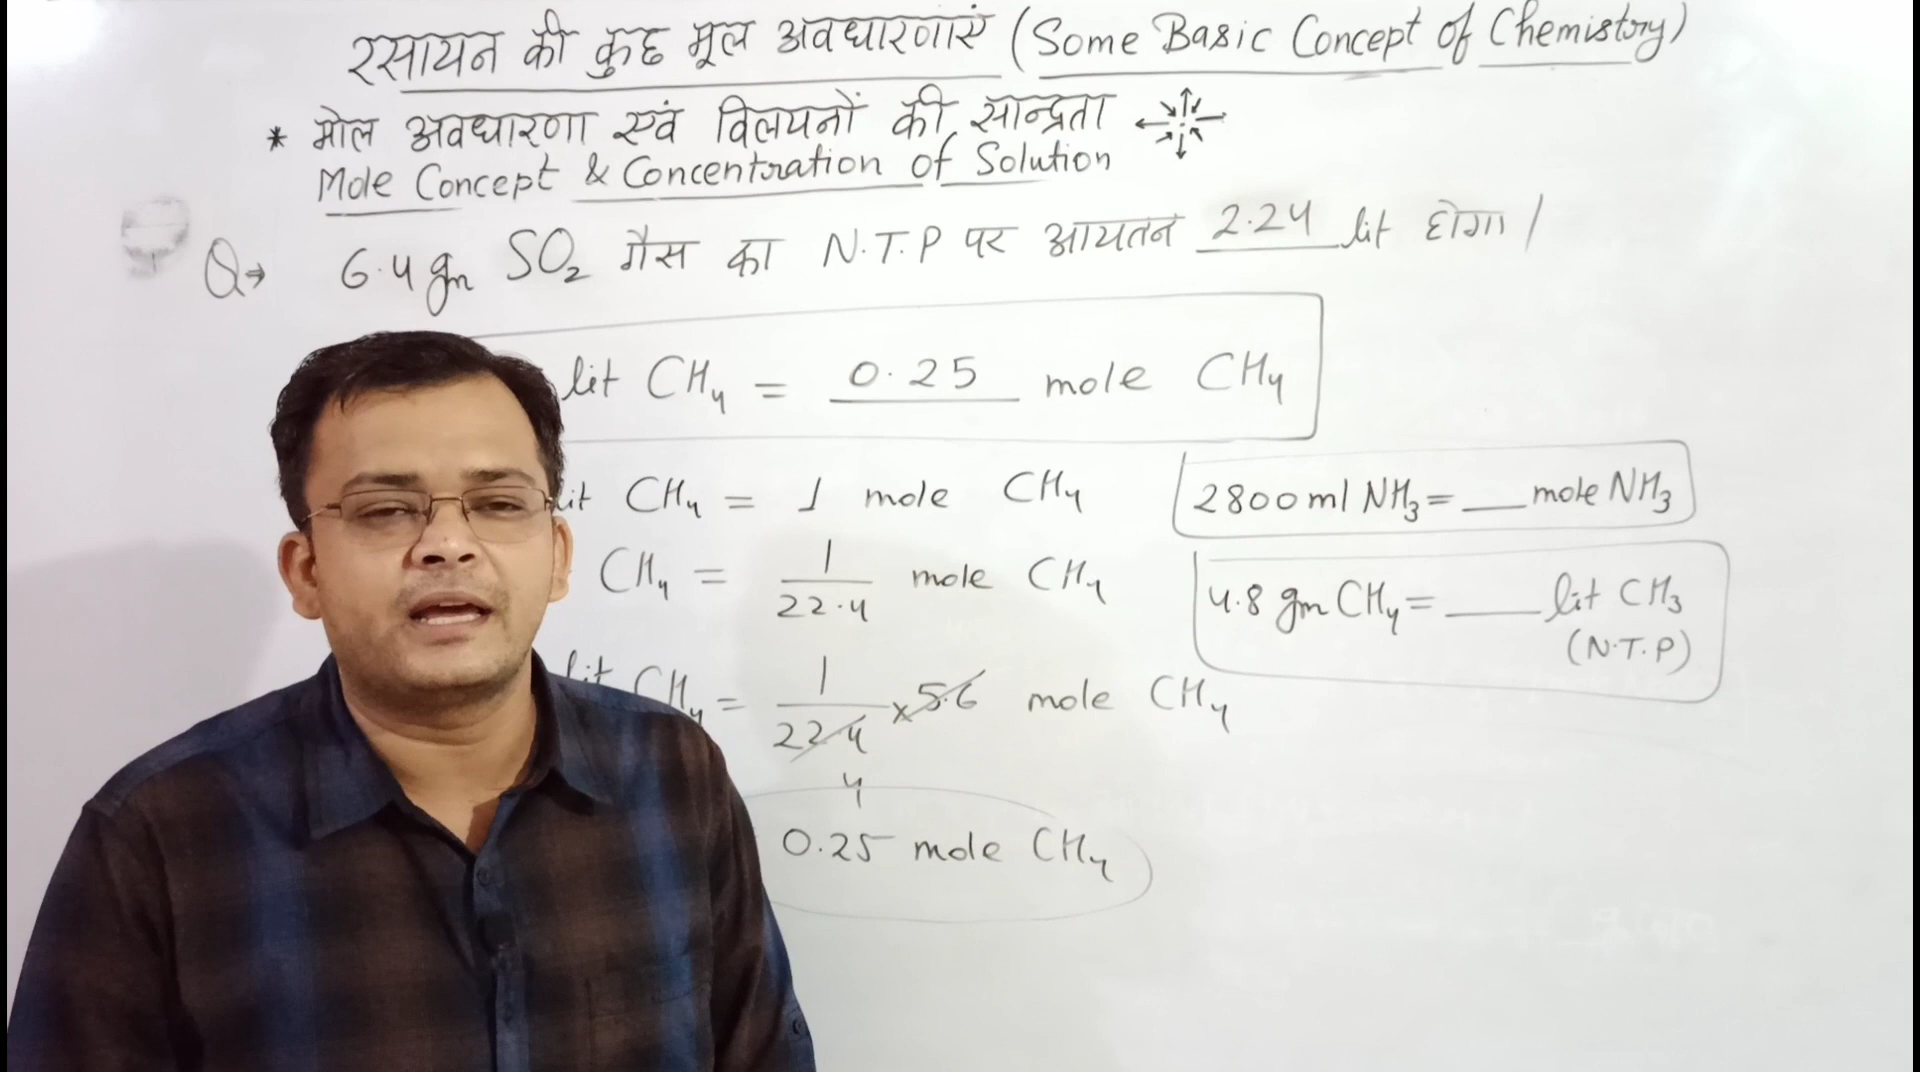 रसायन की कुछ मूल अवधारणाएं (Some Basic Concept of Chemistry)
* मोल अवधारणा एवं विलयनों की सान्द्रता
Mole Concept & Concentration of Solution
Q→ 6.4 gm SO₂ गैस का N.T.P पर आयतन 2.24 lit होगा /
lit CH₄ = 0.25 mole CH₄
lit CH₄ = 1 mole CH₄
CH₄ = 1/22.4 mole CH₄
lit CH₄ = 1/22.4 × 5.6 mole CH₄
4
0.25 mole CH₄
2800 ml NH₃ = ___ mole NH₃
4.8 gm CH₄ = ___ lit CH₃
(N.T.P)